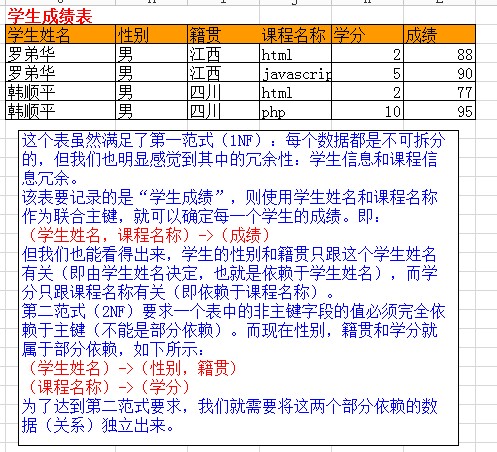 学生成绩表
学生姓名 性别 籍贯 课程名称 学分 成绩
罗弟华 男 江西 html 2 88
罗弟华 男 江西 javascrip 5 90
韩顺平 男 四川 html 2 77
韩顺平 男 四川 php 10 95
这个表虽然满足了第一范式（1NF）：每个数据都是不可拆分
的，但我们也明显感觉到其中的冗余性：学生信息和课程信
息冗余。
该表要记录的是“学生成绩”，则使用学生姓名和课程名称
作为联合主键，就可以确定每一个学生的成绩。即：
（学生姓名，课程名称）->（成绩）
但我们也能看得出来，学生的性别和籍贯只跟这个学生姓名
有关（即由学生姓名决定，也就是依赖于学生姓名），而学
分只跟课程名称有关（即依赖于课程名称）。
第二范式（2NF）要求一个表中的非主键字段的值必须完全依
赖于主键（不能是部分依赖）。而现在性别，籍贯和学分就
属于部分依赖，如下所示：
（学生姓名）->（性别，籍贯）
（课程名称）->（学分）
为了达到第二范式要求，我们就需要将这两个部分依赖的数
据（关系）独立出来。